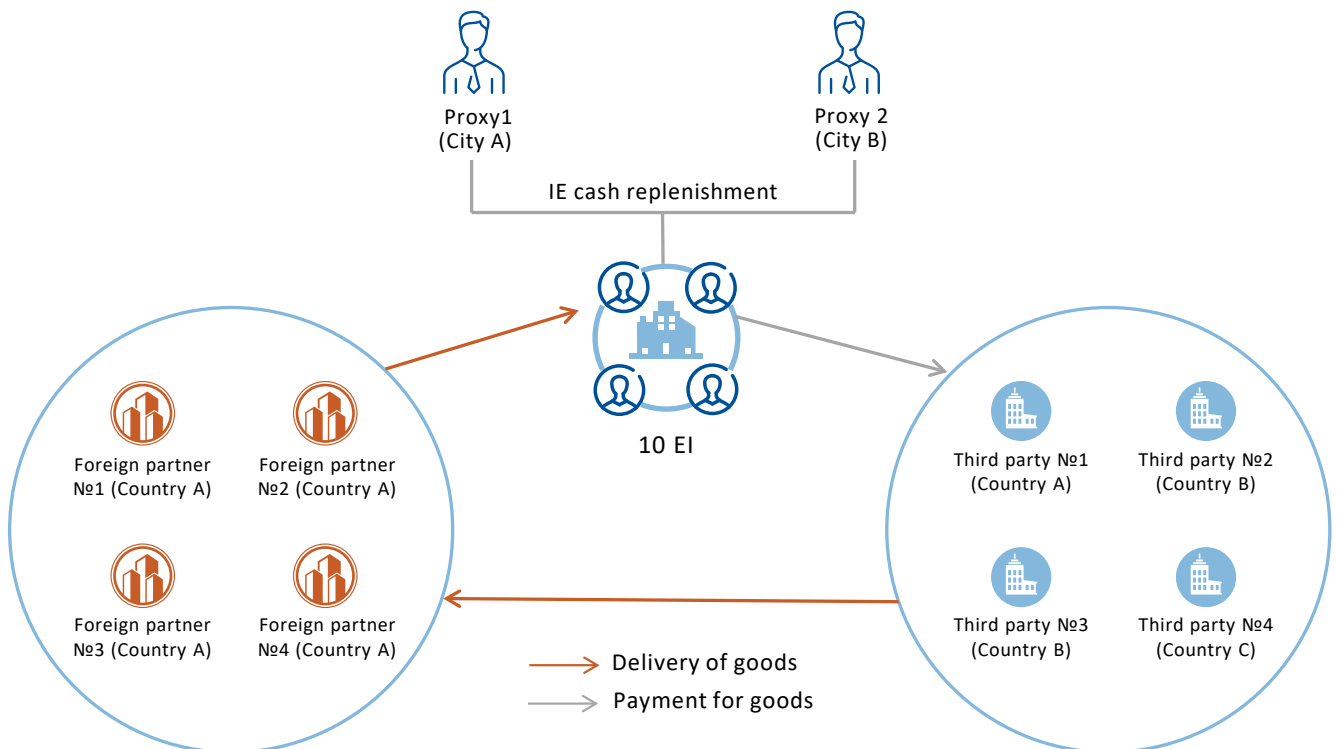 Proxy1
(City A)
Proxy 2
(City B)
IE cash replenishment
10 EI
Foreign partner
№1 (Country A)
Foreign partner
№2 (Country A)
Foreign partner
№3 (Country A)
Foreign partner
№4 (Country A)
Third party №1
(Country A)
Third party №2
(Country B)
Third party №3
(Country B)
Third party №4
(Country C)
Delivery of goods
Payment for goods